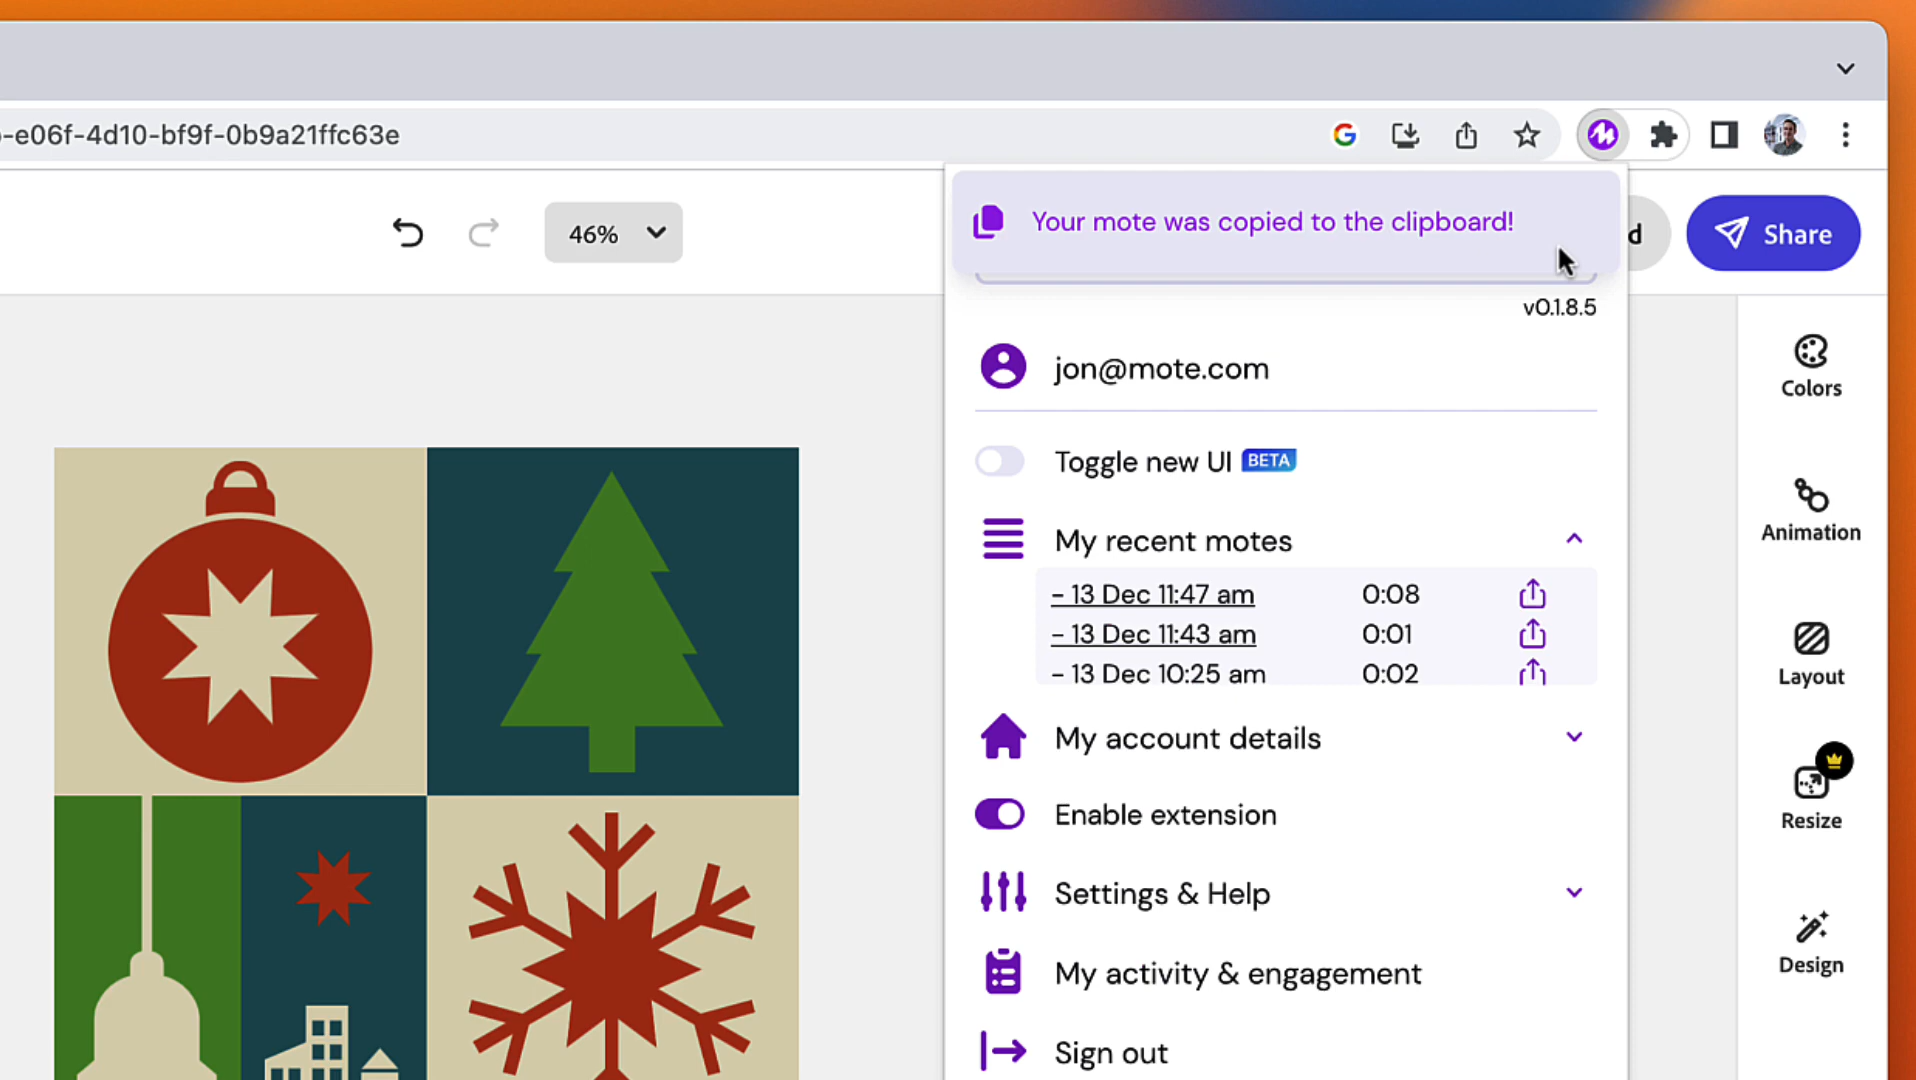 -e06f-4d10-bf9f-0b9a21ffc63e
46%
Your mote was copied to the clipboard!
d
Share
v0.1.8.5
jon@mote.com
Toggle new UI BETA
My recent motes
- 13 Dec 11:47 am 0:08
- 13 Dec 11:43 am 0:01
- 13 Dec 10:25 am 0:02
My account details
Enable extension
Settings & Help
My activity & engagement
Sign out
Colors
Animation
Layout
Resize
Design